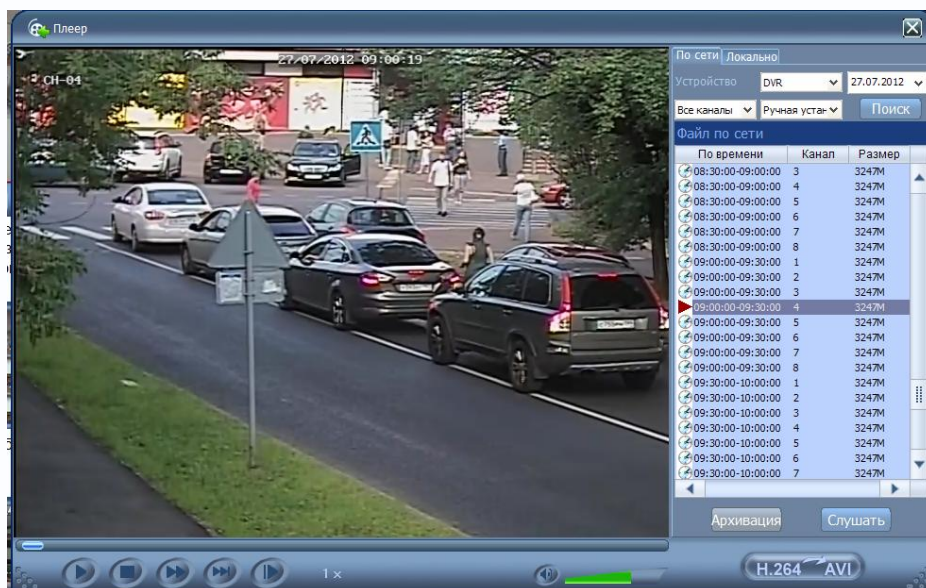 Плеер
27/07/2012 09:00:19
CH-04
По сети Локально
Устройство DVR 27.07.2012
Все каналы Ручная устан Поиск
Файл по сети
По времени Канал Размер
08:30:00-09:00:00 3 3247M
08:30:00-09:00:00 4 3247M
08:30:00-09:00:00 5 3247M
08:30:00-09:00:00 6 3247M
08:30:00-09:00:00 7 3247M
08:30:00-09:00:00 8 3247M
09:00:00-09:30:00 1 3247M
09:00:00-09:30:00 2 3247M
09:00:00-09:30:00 3 3247M
09:00:00-09:30:00 4 3247M
09:00:00-09:30:00 5 3247M
09:00:00-09:30:00 6 3247M
09:00:00-09:30:00 7 3247M
09:00:00-09:30:00 8 3247M
09:30:00-10:00:00 1 3247M
09:30:00-10:00:00 2 3247M
09:30:00-10:00:00 3 3247M
09:30:00-10:00:00 4 3247M
09:30:00-10:00:00 5 3247M
09:30:00-10:00:00 6 3247M
09:30:00-10:00:00 7 3247M
Архивация Слушать
1 x
H.264 AVI